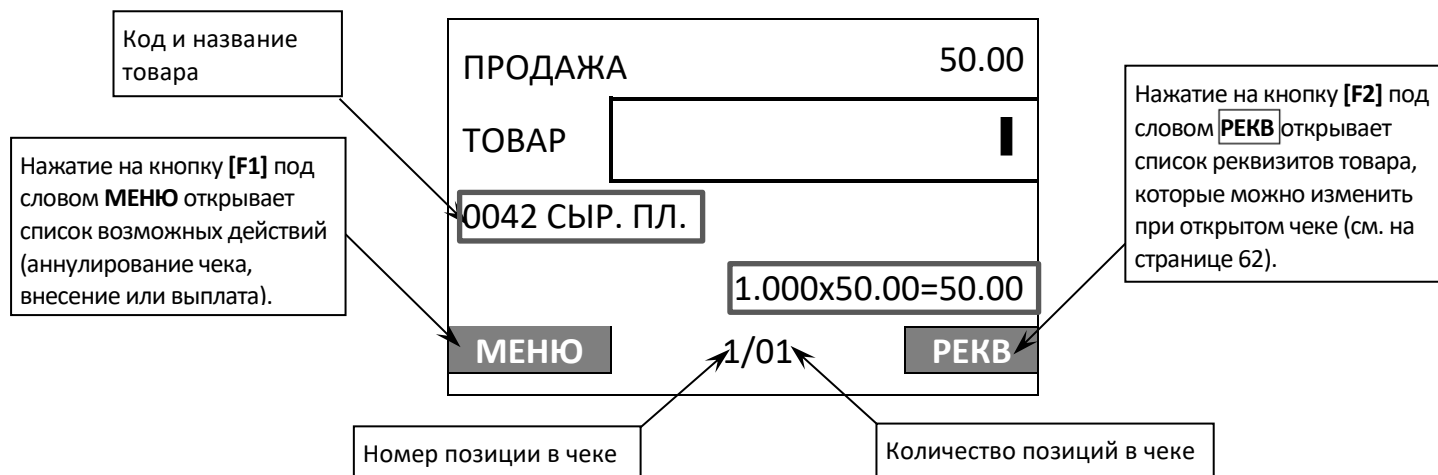 Код и название
товара
Нажатие на кнопку [F1] под
словом МЕНЮ открывает
список возможных действий
(аннулирование чека,
внесение или выплата).
ПРОДАЖА 50.00
ТОВАР
0042 СЫР. ПЛ.
1.000x50.00=50.00
МЕНЮ 1/01 РЕКВ
Нажатие на кнопку [F2] под
словом РЕКВ открывает
список реквизитов товара,
которые можно изменить
при открытом чеке (см. на
странице 62).
Номер позиции в чеке
Количество позиций в чеке